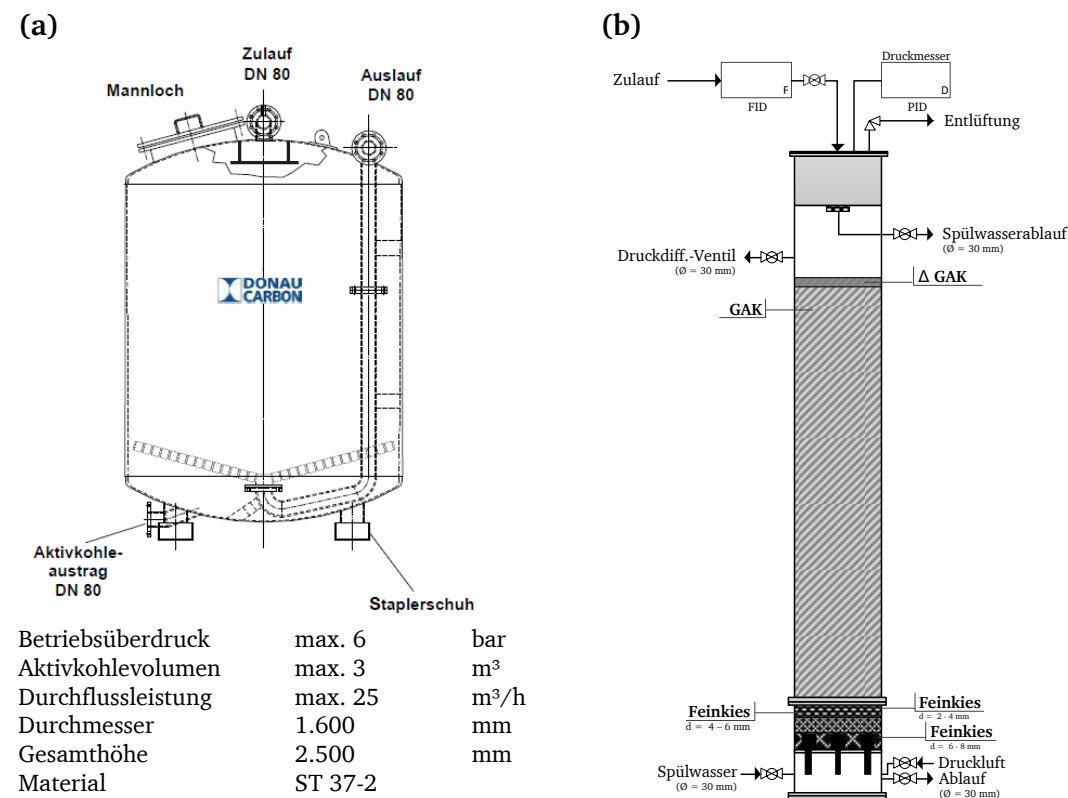 (a)
Zulauf
DN 80
Auslauf
DN 80
Mannloch
DONAU
CARBON
Aktivkohle-
austrag
DN 80
Staplerschuh
Betriebsüberdruck max. 6 bar
Aktivkohlevolumen max. 3 m³
Durchflussleistung max. 25 m³/h
Durchmesser 1.600 mm
Gesamthöhe 2.500 mm
Material ST 37-2
(b)
Druckmesser
Zulauf
F
D
FID
PID
Entlüftung
Spülwasserablauf
(Ø = 30 mm)
Druckdiff.-Ventil
(Ø = 30 mm)
Δ GAK
GAK
Feinkies
d = 2 - 4 mm
Feinkies
d = 4 – 6 mm
Feinkies
d = 6 - 8 mm
Druckluft
Spülwasser
(Ø = 30 mm)
Ablauf
(Ø = 30 mm)